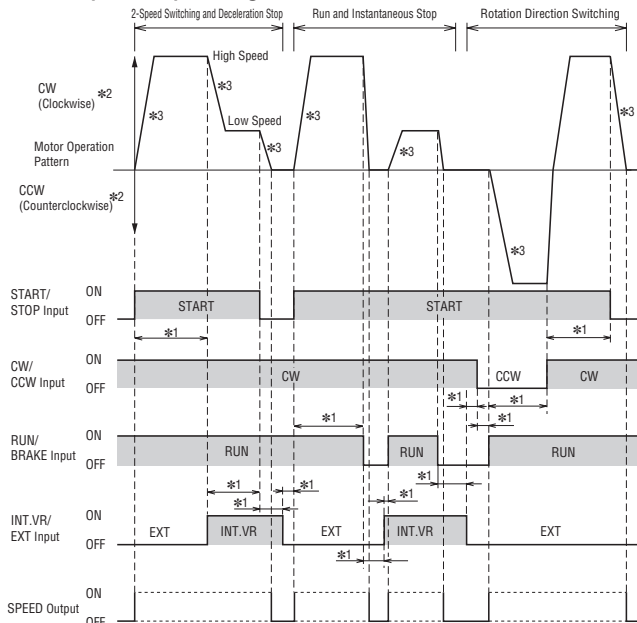 2-Speed Switching and Deceleration Stop
Run and Instantaneous Stop
Rotation Direction Switching
High Speed
CW *2
(Clockwise)
*3
*3
*3
*3
*3
Low Speed
*3
*3
Motor Operation
Pattern
CCW *2
(Counterclockwise)
*3
START/
STOP Input
ON
OFF
START
START
*1
*1
CW/
CCW Input
ON
OFF
CW
CCW
CW
*1
*1
*1
*1
RUN/
BRAKE Input
ON
OFF
RUN
RUN
RUN
*1
*1
*1
*1
*1
INT.VR/
EXT Input
ON
OFF
EXT
INT.VR
EXT
INT.VR
EXT
*1
SPEED Output
ON
OFF